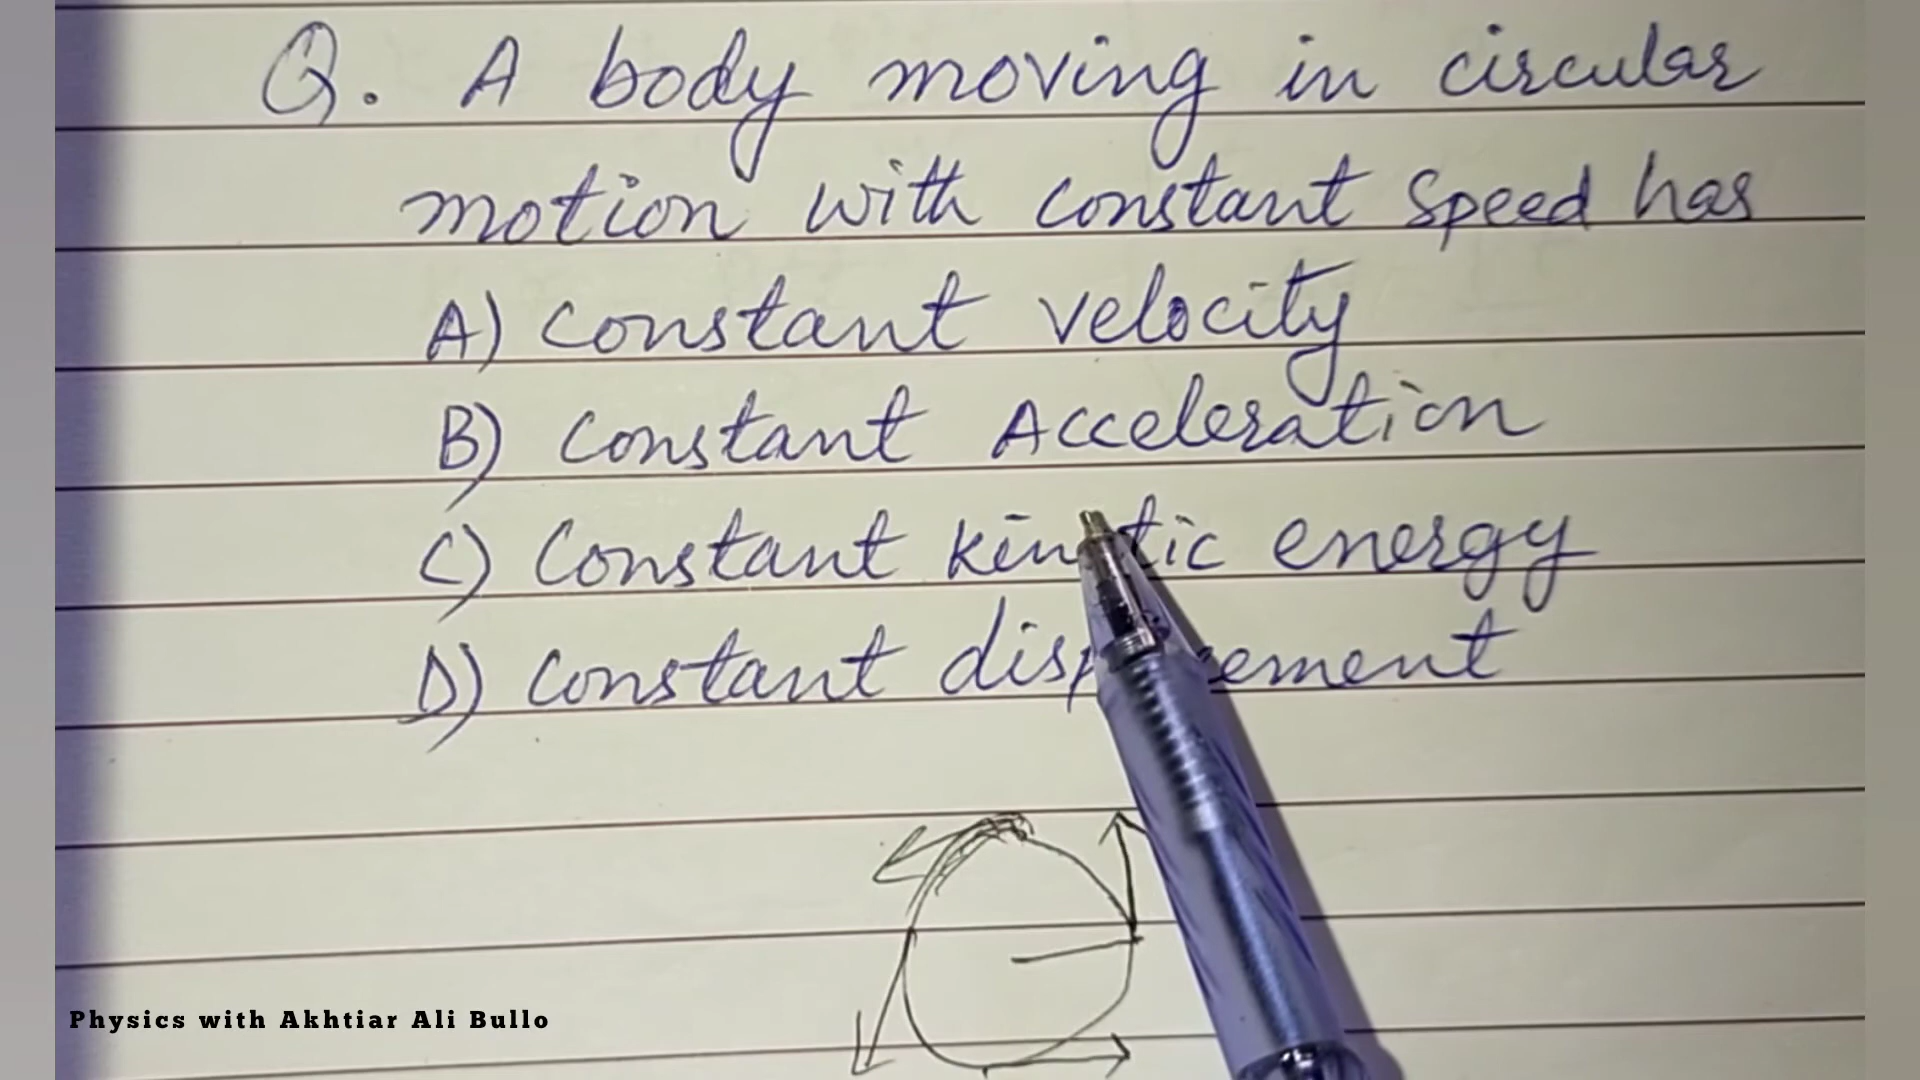 Q. A body moving in circular
motion with constant speed has
A) Constant velocity
B) Constant Acceleration
C) Constant kinetic energy
D) Constant displacement
Physics with Akhtiar Ali Bullo